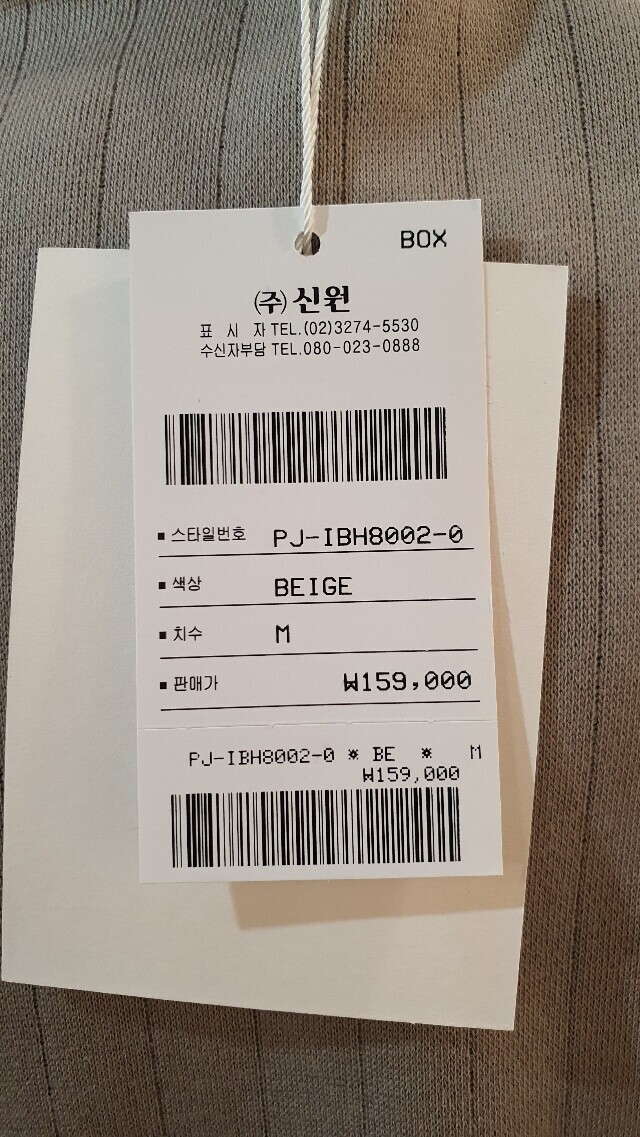 BOX
(주)신원
표 시 자 TEL.(02)3274-5530
수신자부담 TEL.080-023-0888
■ 스타일번호 PJ-IBH8002-0
■ 색상 BEIGE
■ 치수 M
■ 판매가 ₩159,000
PJ-IBH8002-0 * BE * M
₩159,000